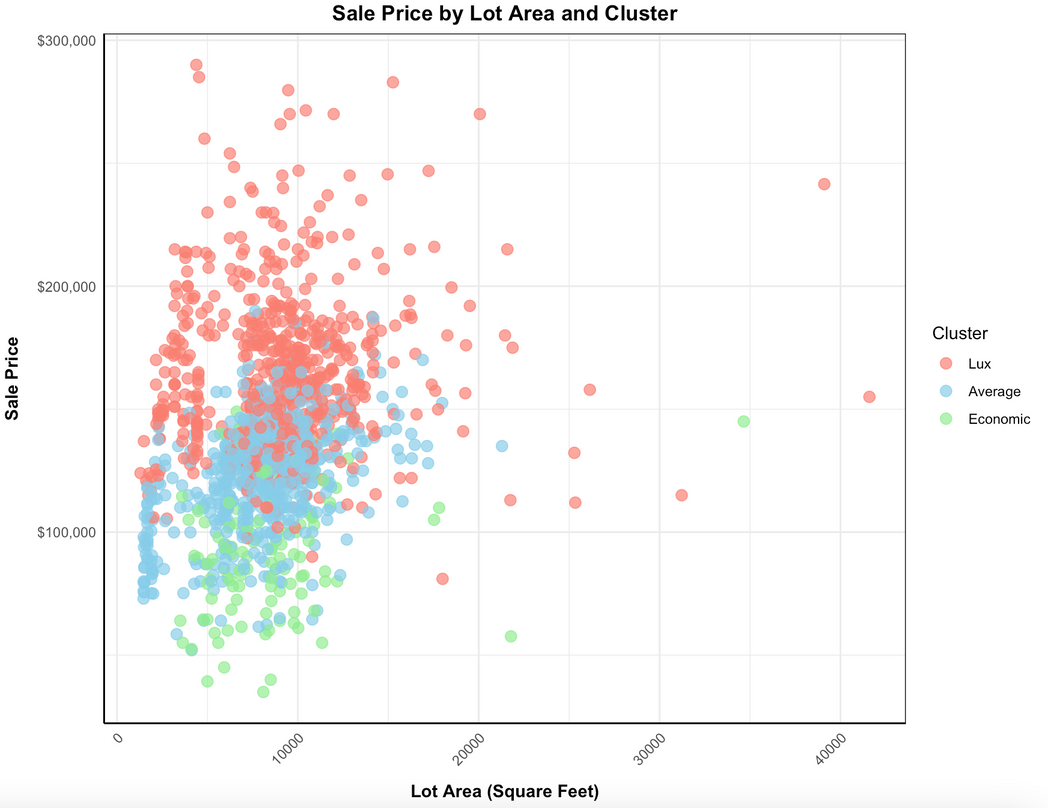 Sale Price by Lot Area and Cluster
$300,000
$200,000
$100,000
Sale Price
0
10000
20000
30000
40000
Lot Area (Square Feet)
Cluster
Lux
Average
Economic